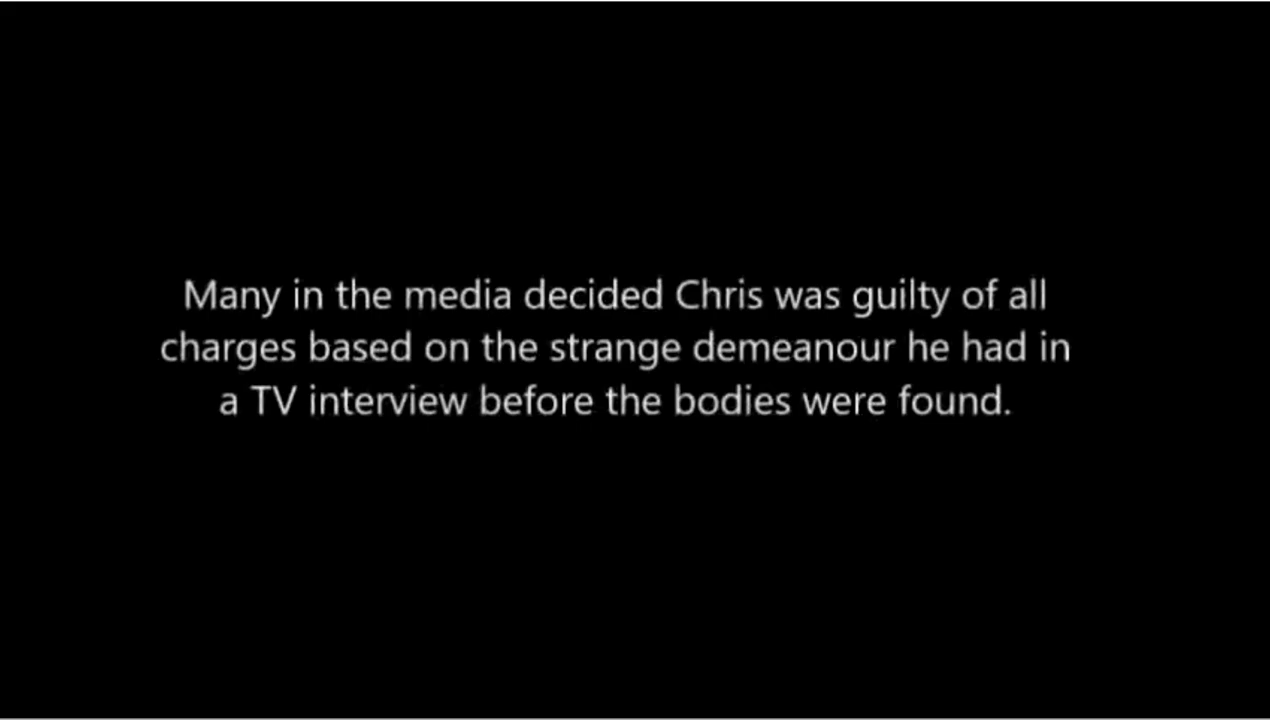 Many in the media decided Chris was guilty of all
charges based on the strange demeanour he had in
a TV interview before the bodies were found.